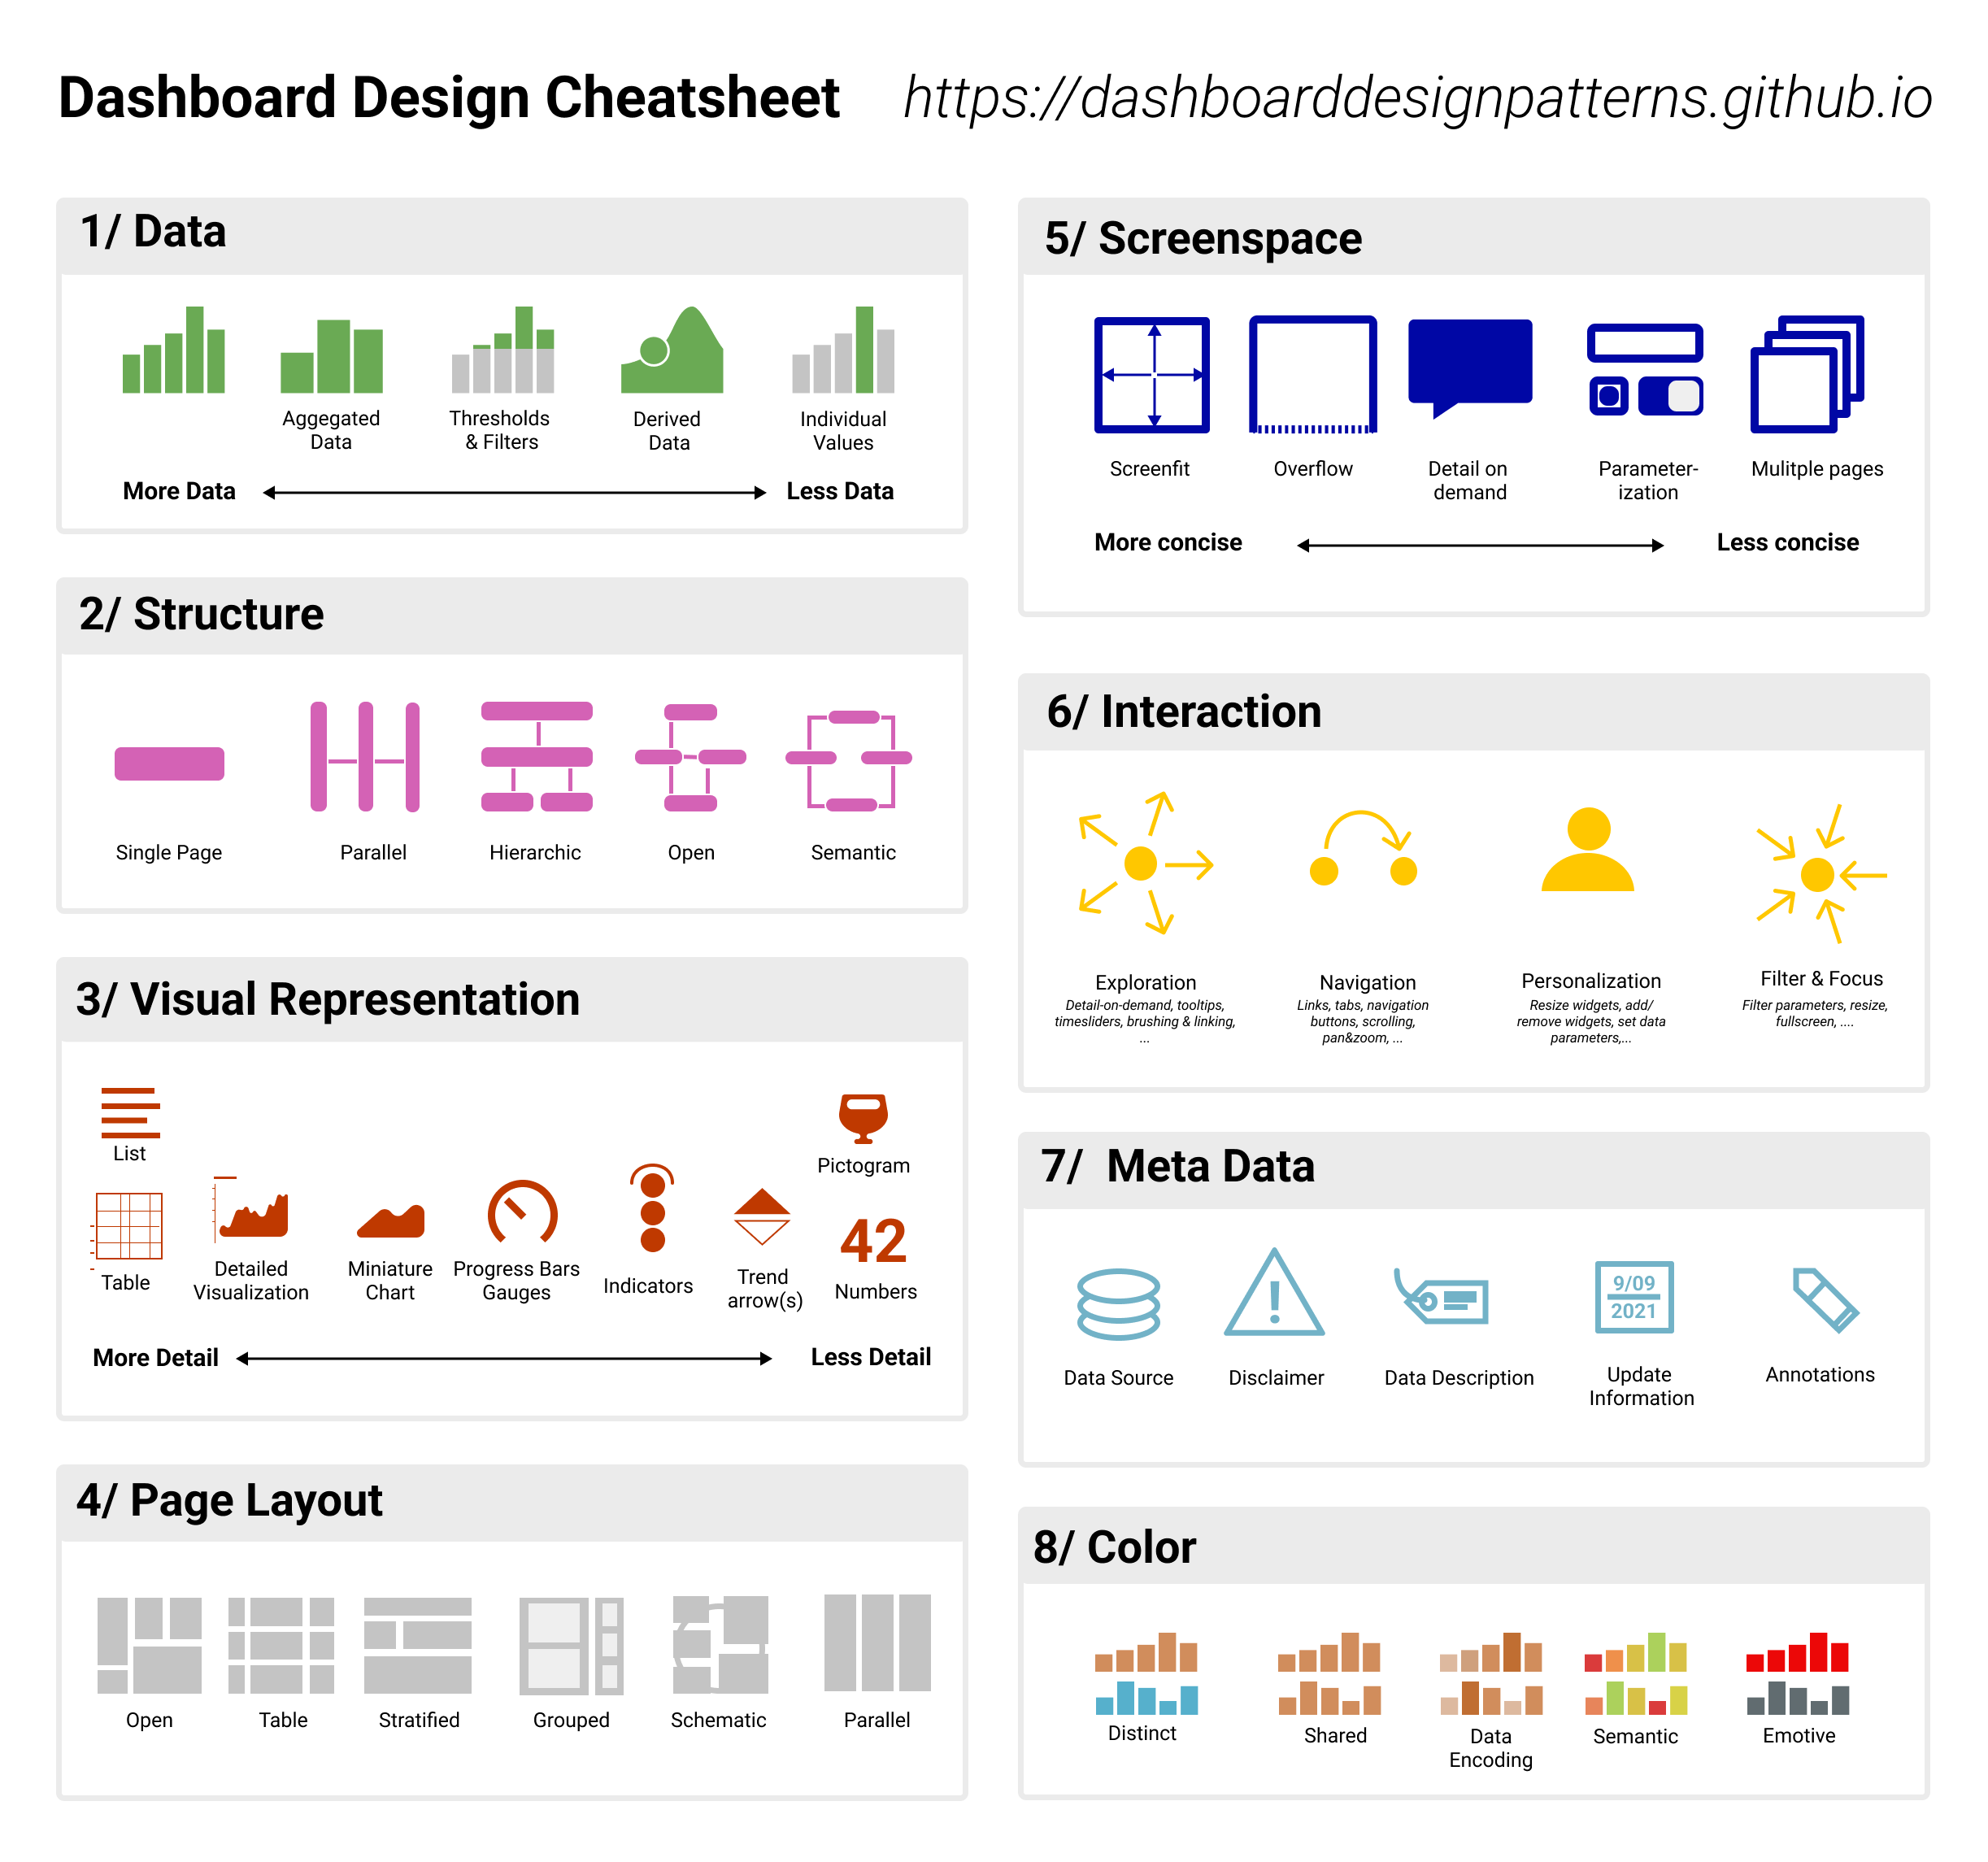 Dashboard Design Cheatsheet https://dashboarddesignpatterns.github.io
1/ Data
Aggegated
Data
Thresholds
& Filters
Derived
Data
Individual
Values
More Data
Less Data
2/ Structure
Single Page
Parallel
Hierarchic
Open
Semantic
3/ Visual Representation
List
Table
Detailed
Visualization
Miniature
Chart
Progress Bars
Gauges
Indicators
Trend
arrow(s)
Pictogram
42
Numbers
More Detail
Less Detail
4/ Page Layout
Open
Table
Stratified
Grouped
Schematic
Parallel
5/ Screenspace
Screenfit
Overflow
Detail on
demand
Parameter-
ization
Mulitple pages
More concise
Less concise
6/ Interaction
Exploration
Detail-on-demand, tooltips,
timesliders, brushing & linking,
...
Navigation
Links, tabs, navigation
buttons, scrolling,
pan&zoom, ...
Personalization
Resize widgets, add/
remove widgets, set data
parameters,...
Filter & Focus
Filter parameters, resize,
fullscreen, ....
7/ Meta Data
Data Source
!
Disclaimer
Data Description
9/09
2021
Update
Information
Annotations
8/ Color
Distinct
Shared
Data
Encoding
Semantic
Emotive